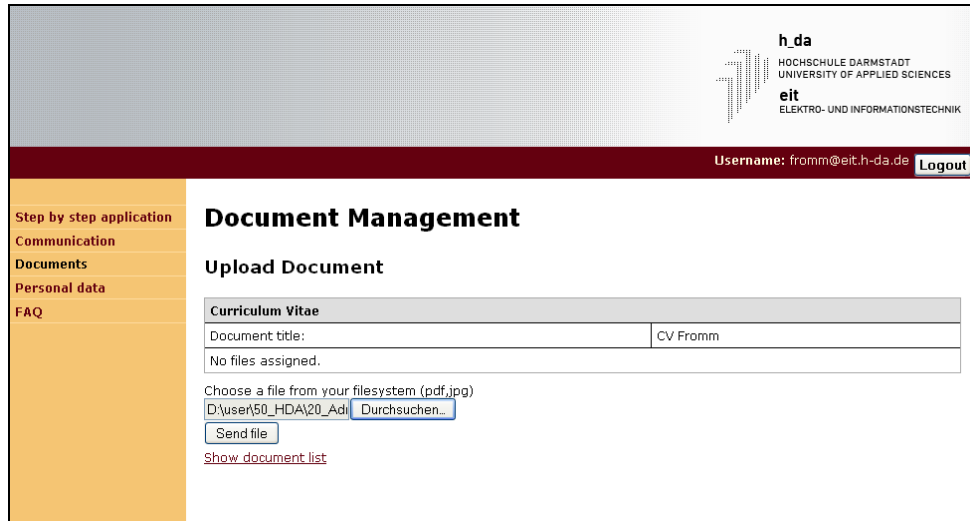 h_da
HOCHSCHULE DARMSTADT
UNIVERSITY OF APPLIED SCIENCES
eit
ELEKTRO- UND INFORMATIONSTECHNIK
Username: fromm@eit.h-da.de Logout
Step by step application
Communication
Documents
Personal data
FAQ
Document Management
Upload Document
Curriculum Vitae
Document title: CV Fromm
No files assigned.
Choose a file from your filesystem (pdf,jpg)
D:\user\50_HDA\20_Ad Durchsuchen...
Send file
Show document list